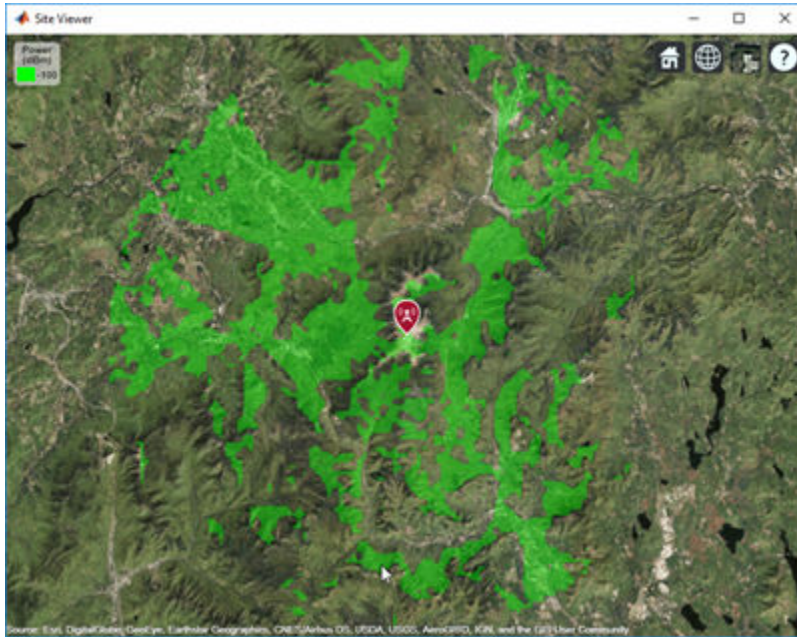 Site Viewer
Power
(dBm)
-100
?
Source: Esri, DigitalGlobe, GeoEye, Earthstar Geographics, CNES/Airbus DS, USDA, USGS, AeroGRID, IGN, and the GIS User Community